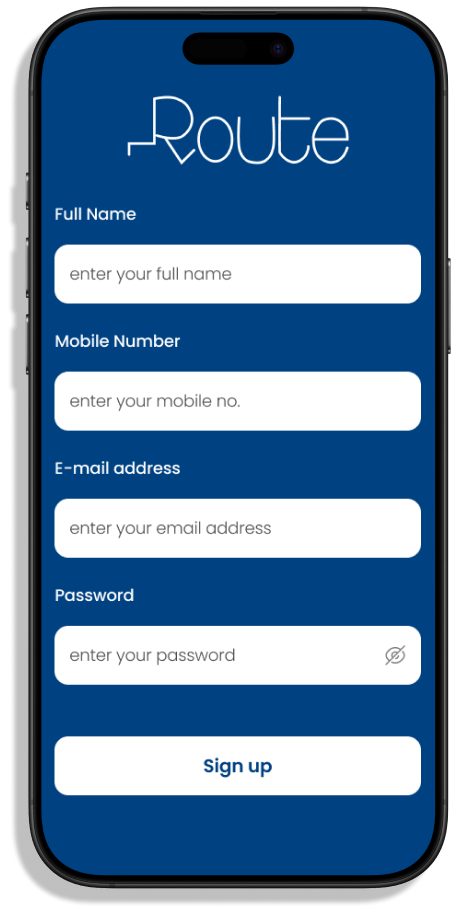 Route
Full Name
enter your full name
Mobile Number
enter your mobile no.
E-mail address
enter your email address
Password
enter your password
Sign up